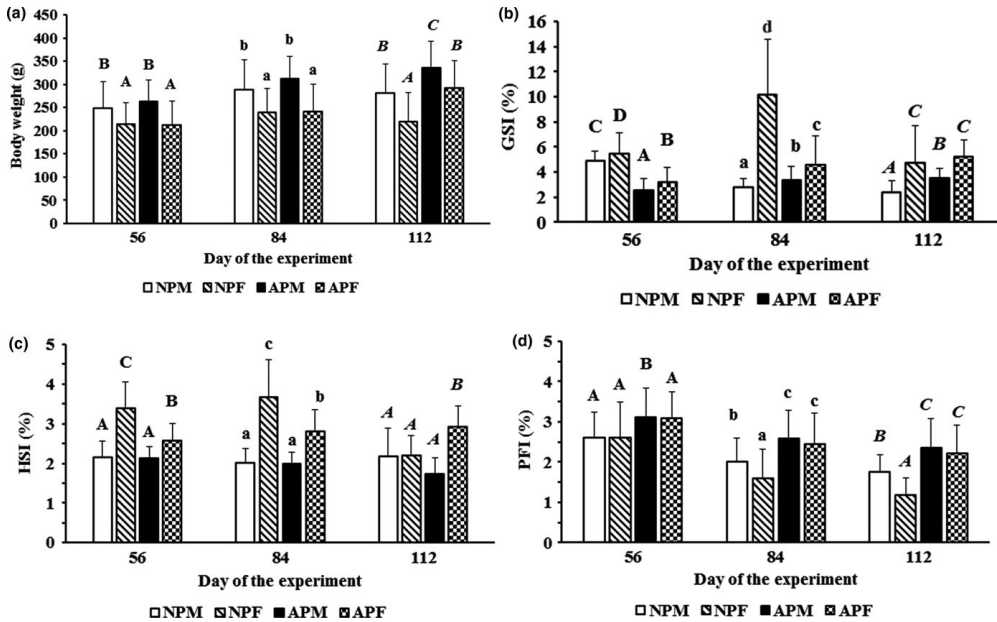 (a)
450
400
350
300
250
200
150
100
50
0
Body weight (g)
B A B A
b a b a
B A C B
56 84 112
Day of the experiment
NPM NPF APM APF
(b)
16
14
12
10
8
6
4
2
0
GSI (%)
C D A B
a d b c
A C B C
56 84 112
Day of the experiment
NPM NPF APM APF
(c)
5
4
3
2
1
0
HSI (%)
A C A B
a c a b
A A A B
56 84 112
Day of the experiment
NPM NPF APM APF
(d)
5
4
3
2
1
0
PFI (%)
A A B A
b a c c
B A C C
56 84 112
Day of the experiment
NPM NPF APM APF